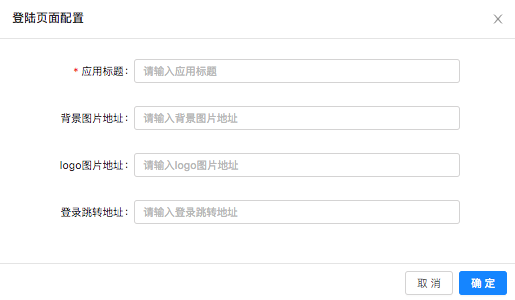 登陆页面配置
* 应用标题： 请输入应用标题
背景图片地址： 请输入背景图片地址
logo图片地址： 请输入logo图片地址
登录跳转地址： 请输入登录跳转地址
取 消 确 定